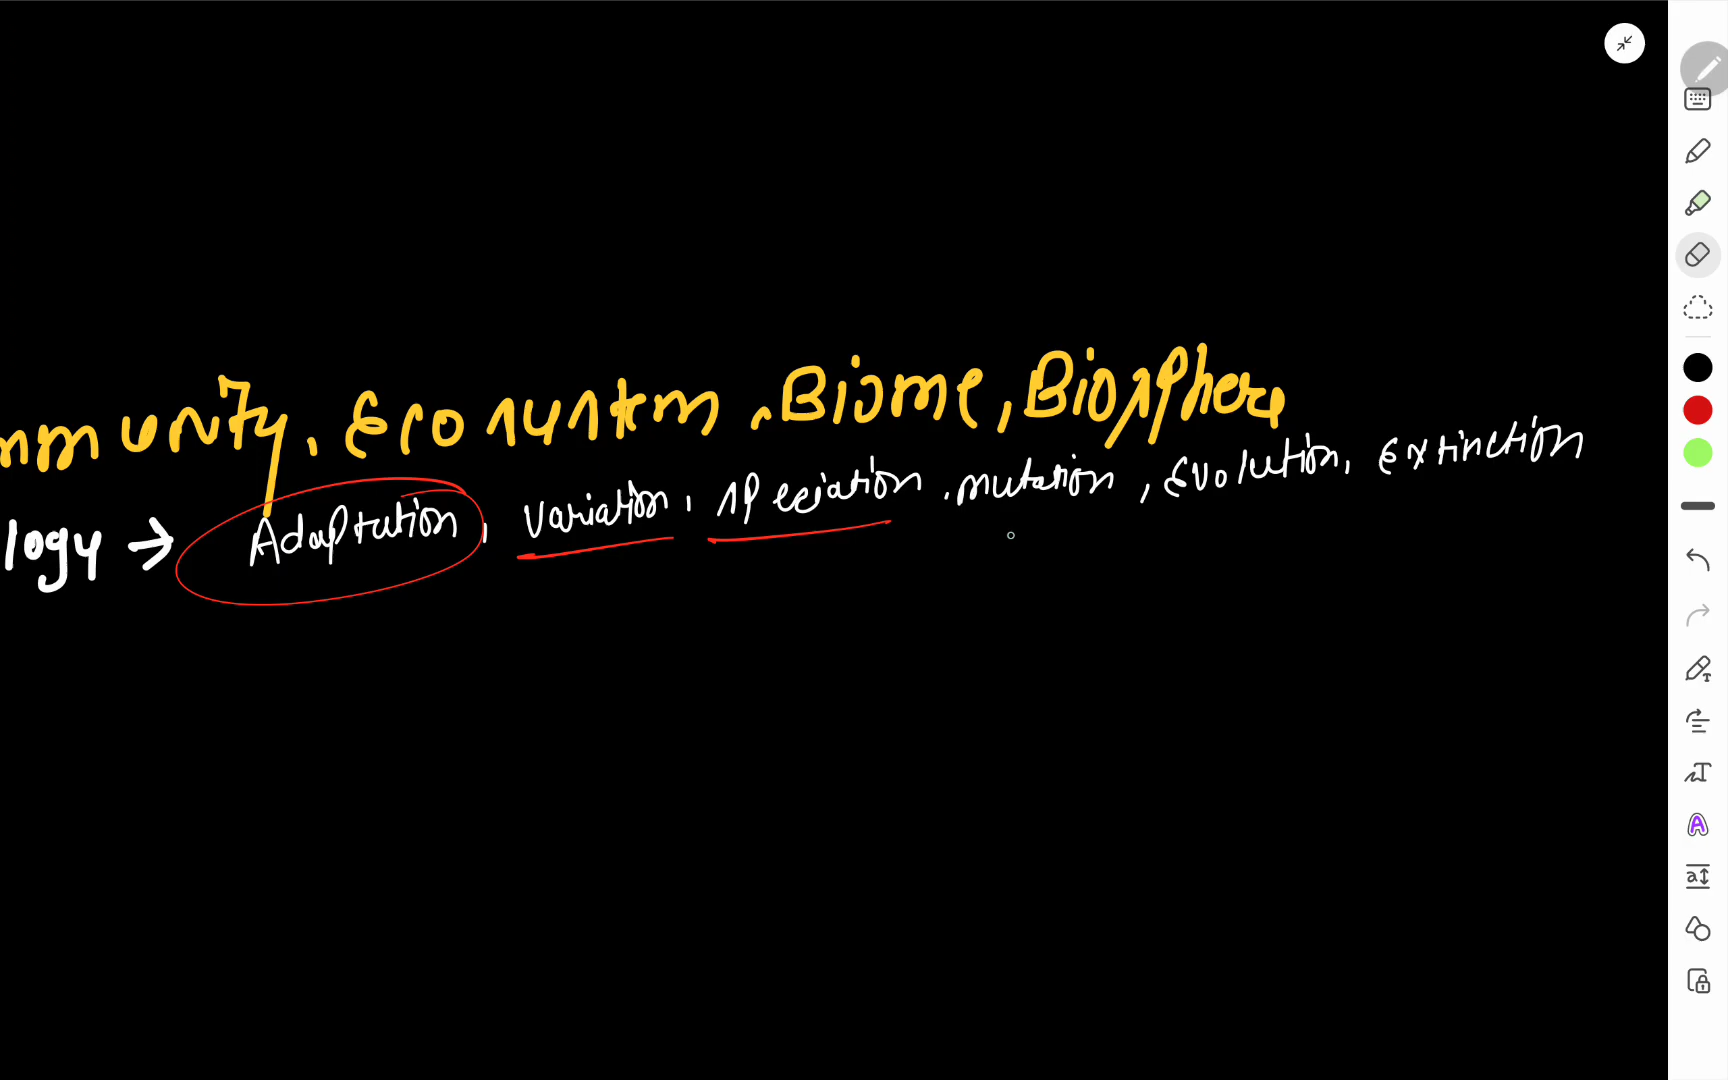 mmunity, Ecosystem, Biome, Biosphere
logy → Adaptation, Variation, speciation, mutation, Evolution, extinction